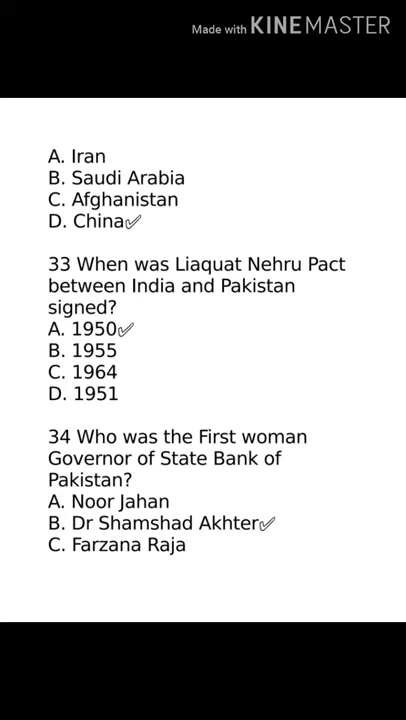 Made with KINEMASTER
A. Iran
B. Saudi Arabia
C. Afghanistan
D. China✅
33 When was Liaquat Nehru Pact
between India and Pakistan
signed?
A. 1950✅
B. 1955
C. 1964
D. 1951
34 Who was the First woman
Governor of State Bank of
Pakistan?
A. Noor Jahan
B. Dr Shamshad Akhter✅
C. Farzana Raja